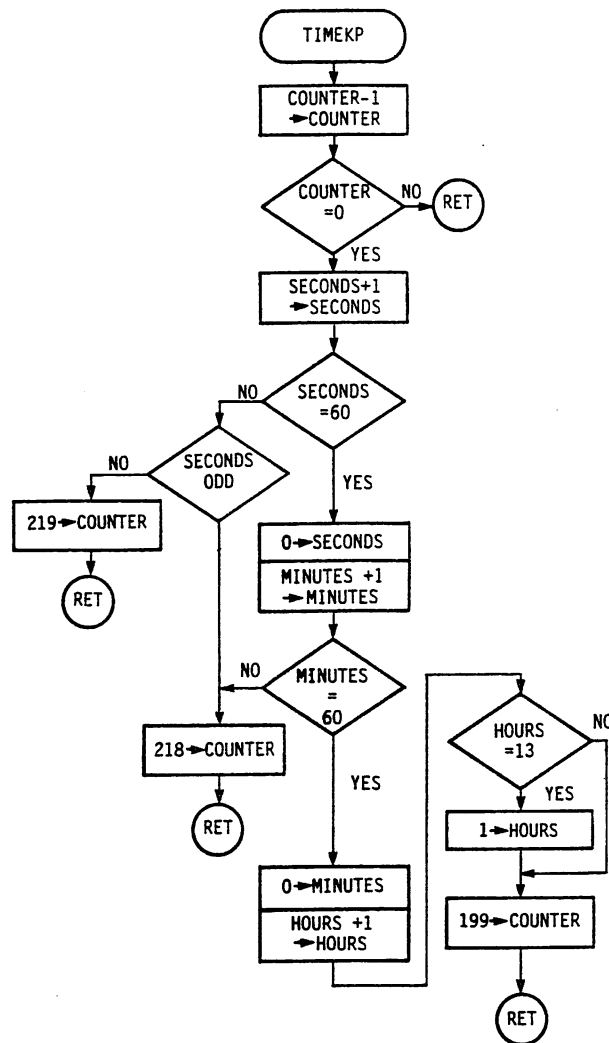 TIMEKP
COUNTER-1
→COUNTER
COUNTER
=0
NO
RET
YES
SECONDS+1
→SECONDS
SECONDS
=60
NO
SECONDS
ODD
NO
YES
219→COUNTER
RET
0→SECONDS
MINUTES +1
→MINUTES
MINUTES
=
60
NO
218→COUNTER
RET
YES
0→MINUTES
HOURS +1
→HOURS
HOURS
=13
NO
YES
1→HOURS
199→COUNTER
RET